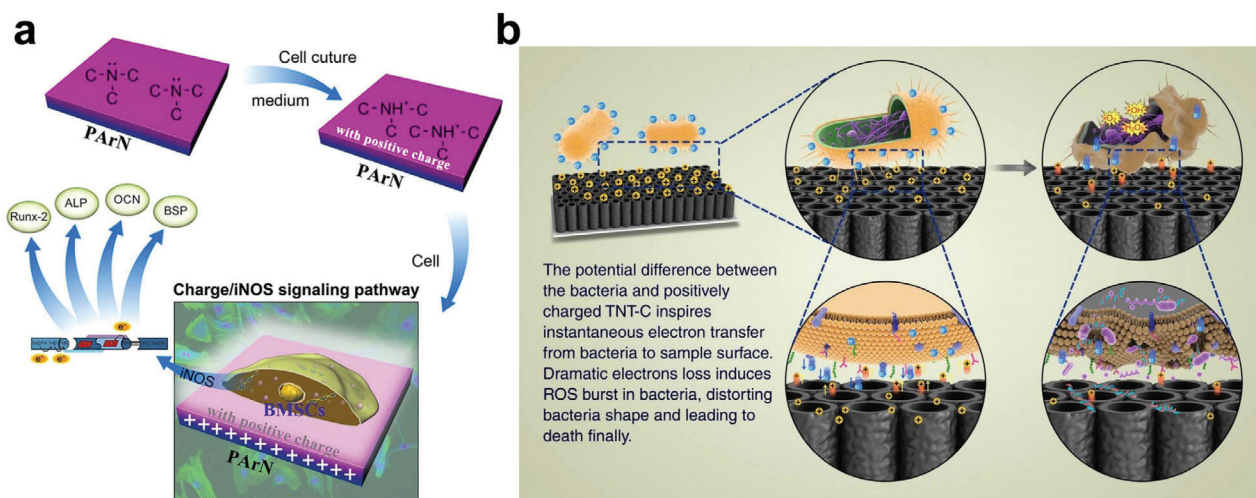 a
C-N̈-C
C
C-N̈-C
C
PArN
Cell cuture
medium
C-NH⁺-C
C
C-NH⁺-C
C
with positive charge
PArN
Runx-2
ALP
OCN
BSP
Cell
Charge/iNOS signaling pathway
e⁻
e⁻
e⁻
iNOS
BMSCs
with positive charge
+ + + + + + + + + + +
PArN
b
·OH
·OH
The potential difference between
the bacteria and positively
charged TNT-C inspires
instantaneous electron transfer
from bacteria to sample surface.
Dramatic electrons loss induces
ROS burst in bacteria, distorting
bacteria shape and leading to
death finally.